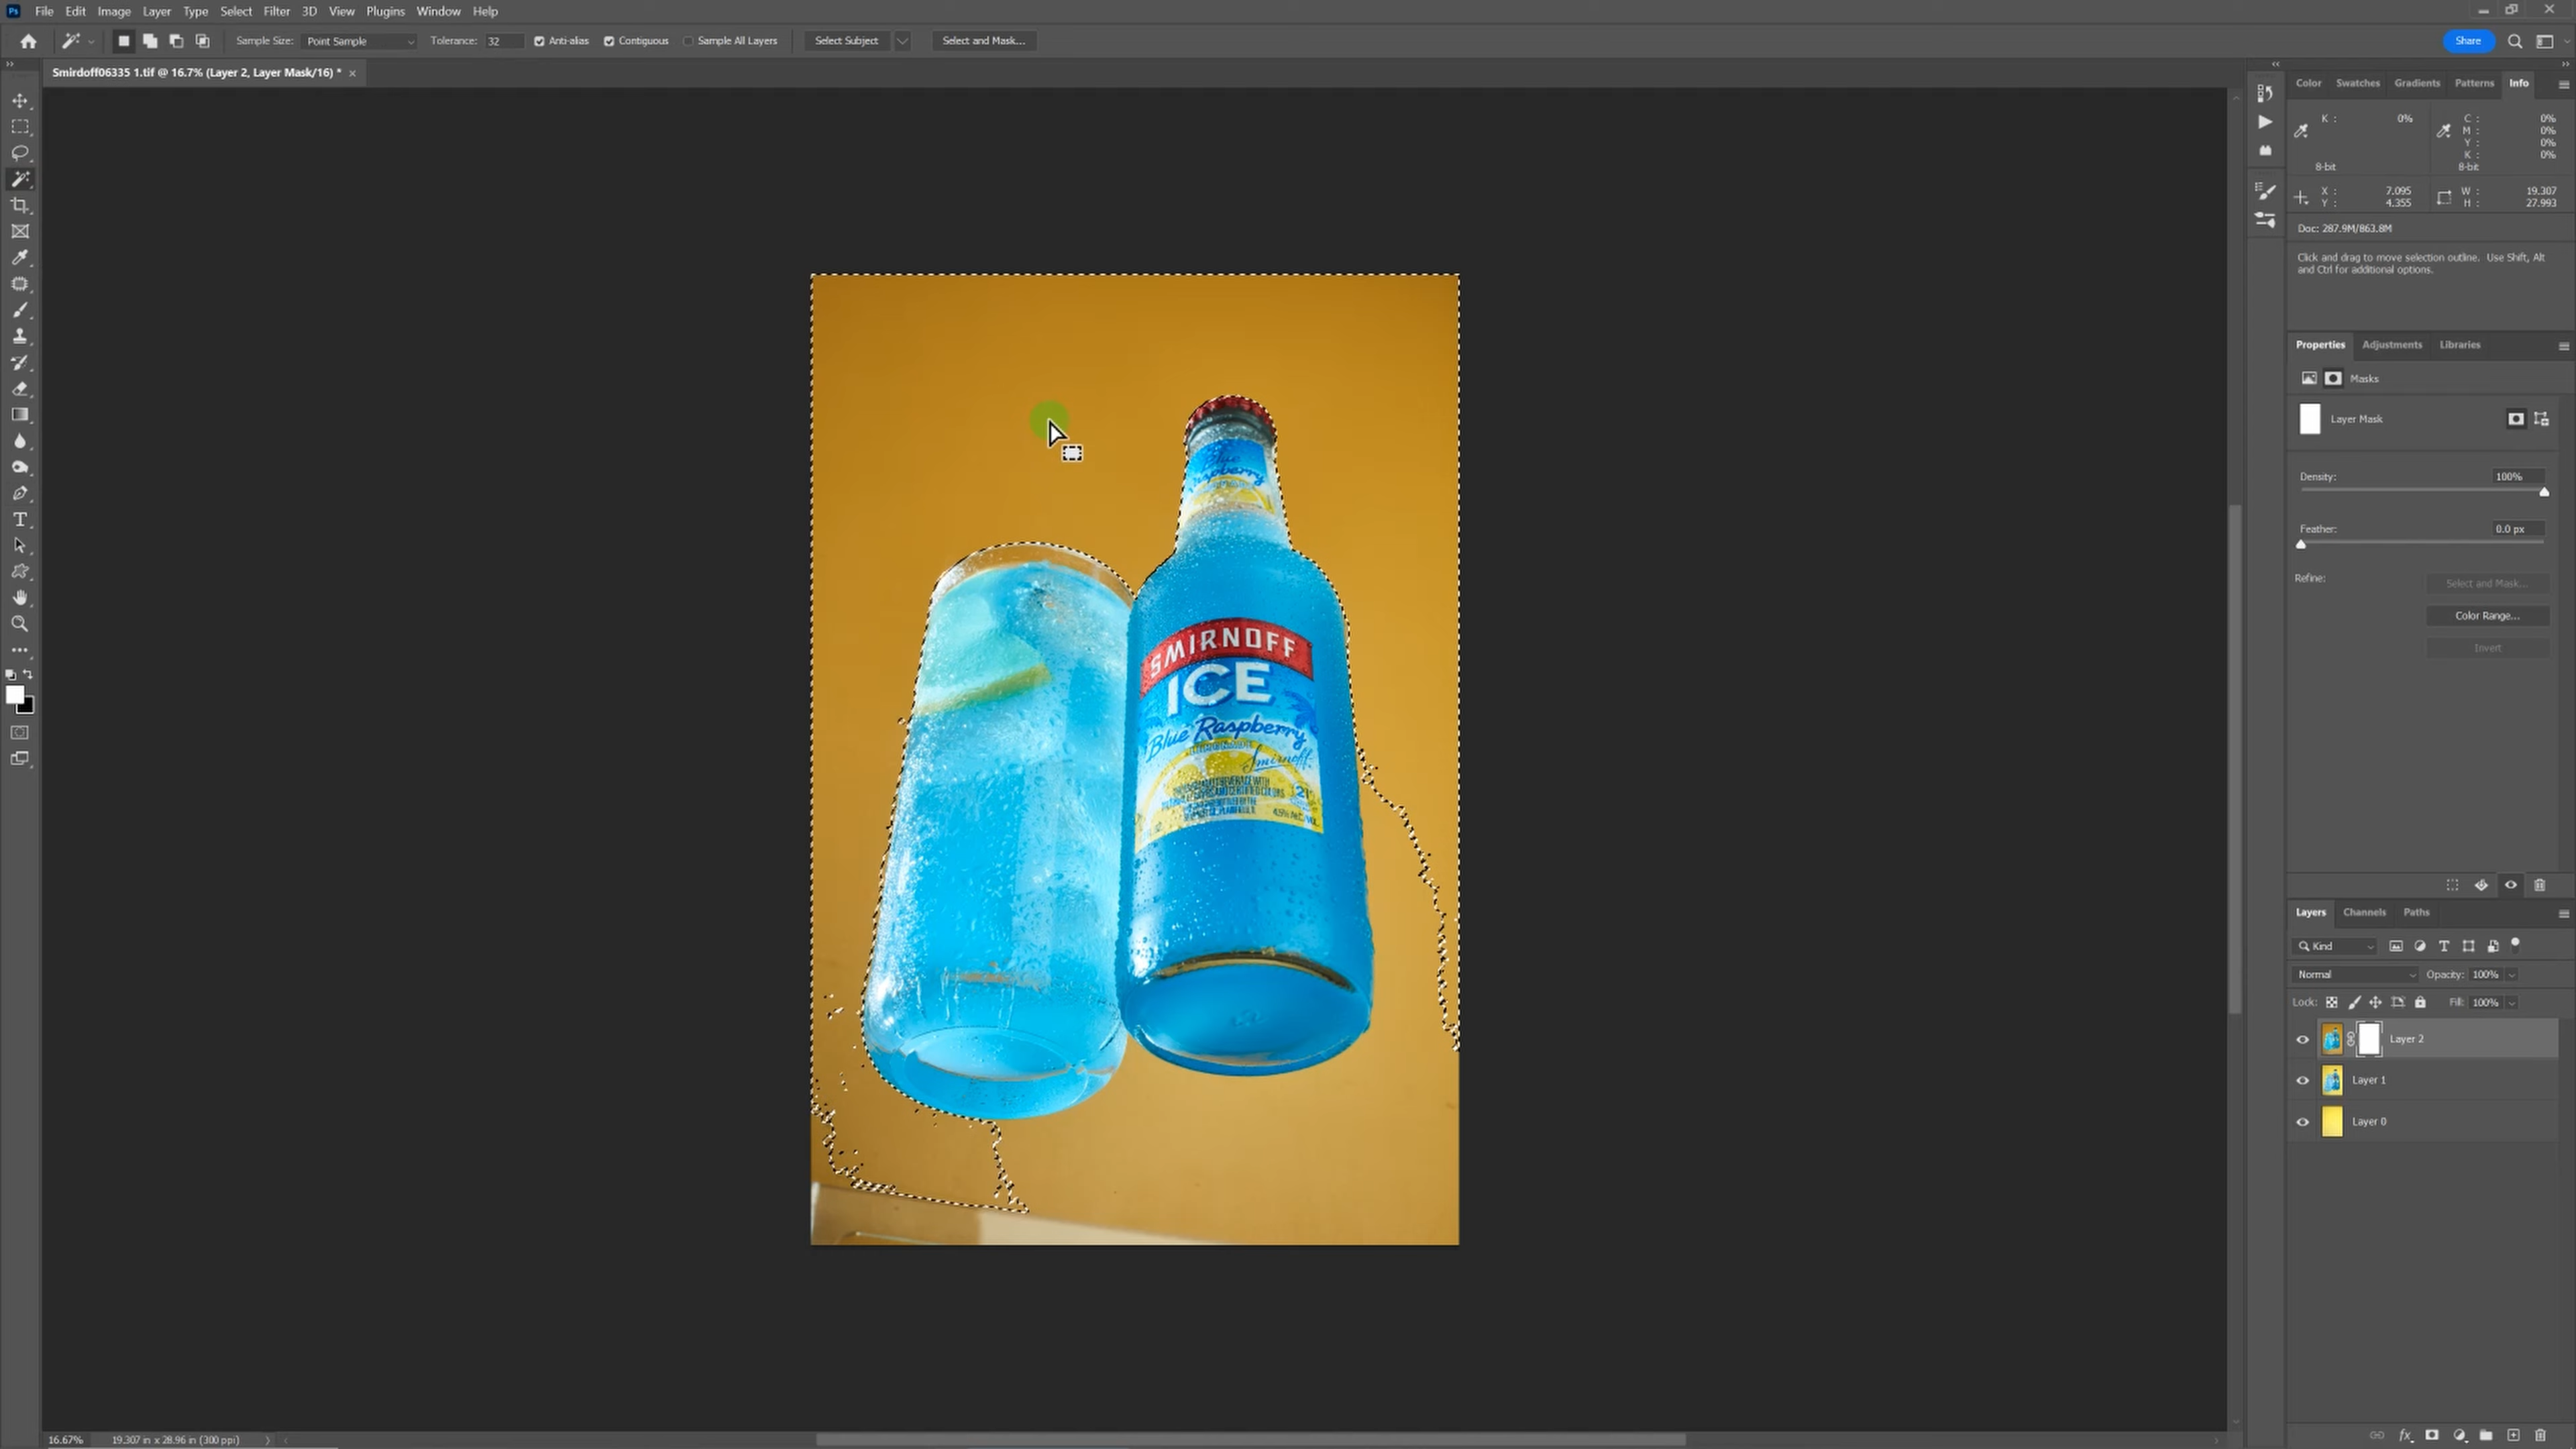 File Edit Image Layer Type Select Filter 3D View Plugins Window Help
Sample Size: Point Sample Tolerance: 32 Anti-alias Contiguous Sample All Layers Select Subject Select and Mask... Share
Smirdoff06335 1.tif @ 16.7% (Layer 2, Layer Mask/16) *
Color Swatches Gradients Patterns Info
K : 0% C : 0%
M : 0%
Y : 0%
K : 0%
8-bit 8-bit
X : 7.095 W : 19.307
Y : 4.355 H : 27.993
Doc: 287.9M/863.8M
Click and drag to move selection outline. Use Shift, Alt
and Ctrl for additional options.
Properties Adjustments Libraries
Masks
Layer Mask
Density: 100%
Feather: 0.0 px
Refine: Select and Mask...
Color Range...
Invert
Blue
Raspberry
SMIRNOFF
ICE
Blue Raspberry
Smirnoff
Layers Channels Paths
Kind
Normal Opacity: 100%
Lock: Fill: 100%
Layer 2
Layer 1
Layer 0
16.67% 19.307 in x 28.96 in (300 ppi)